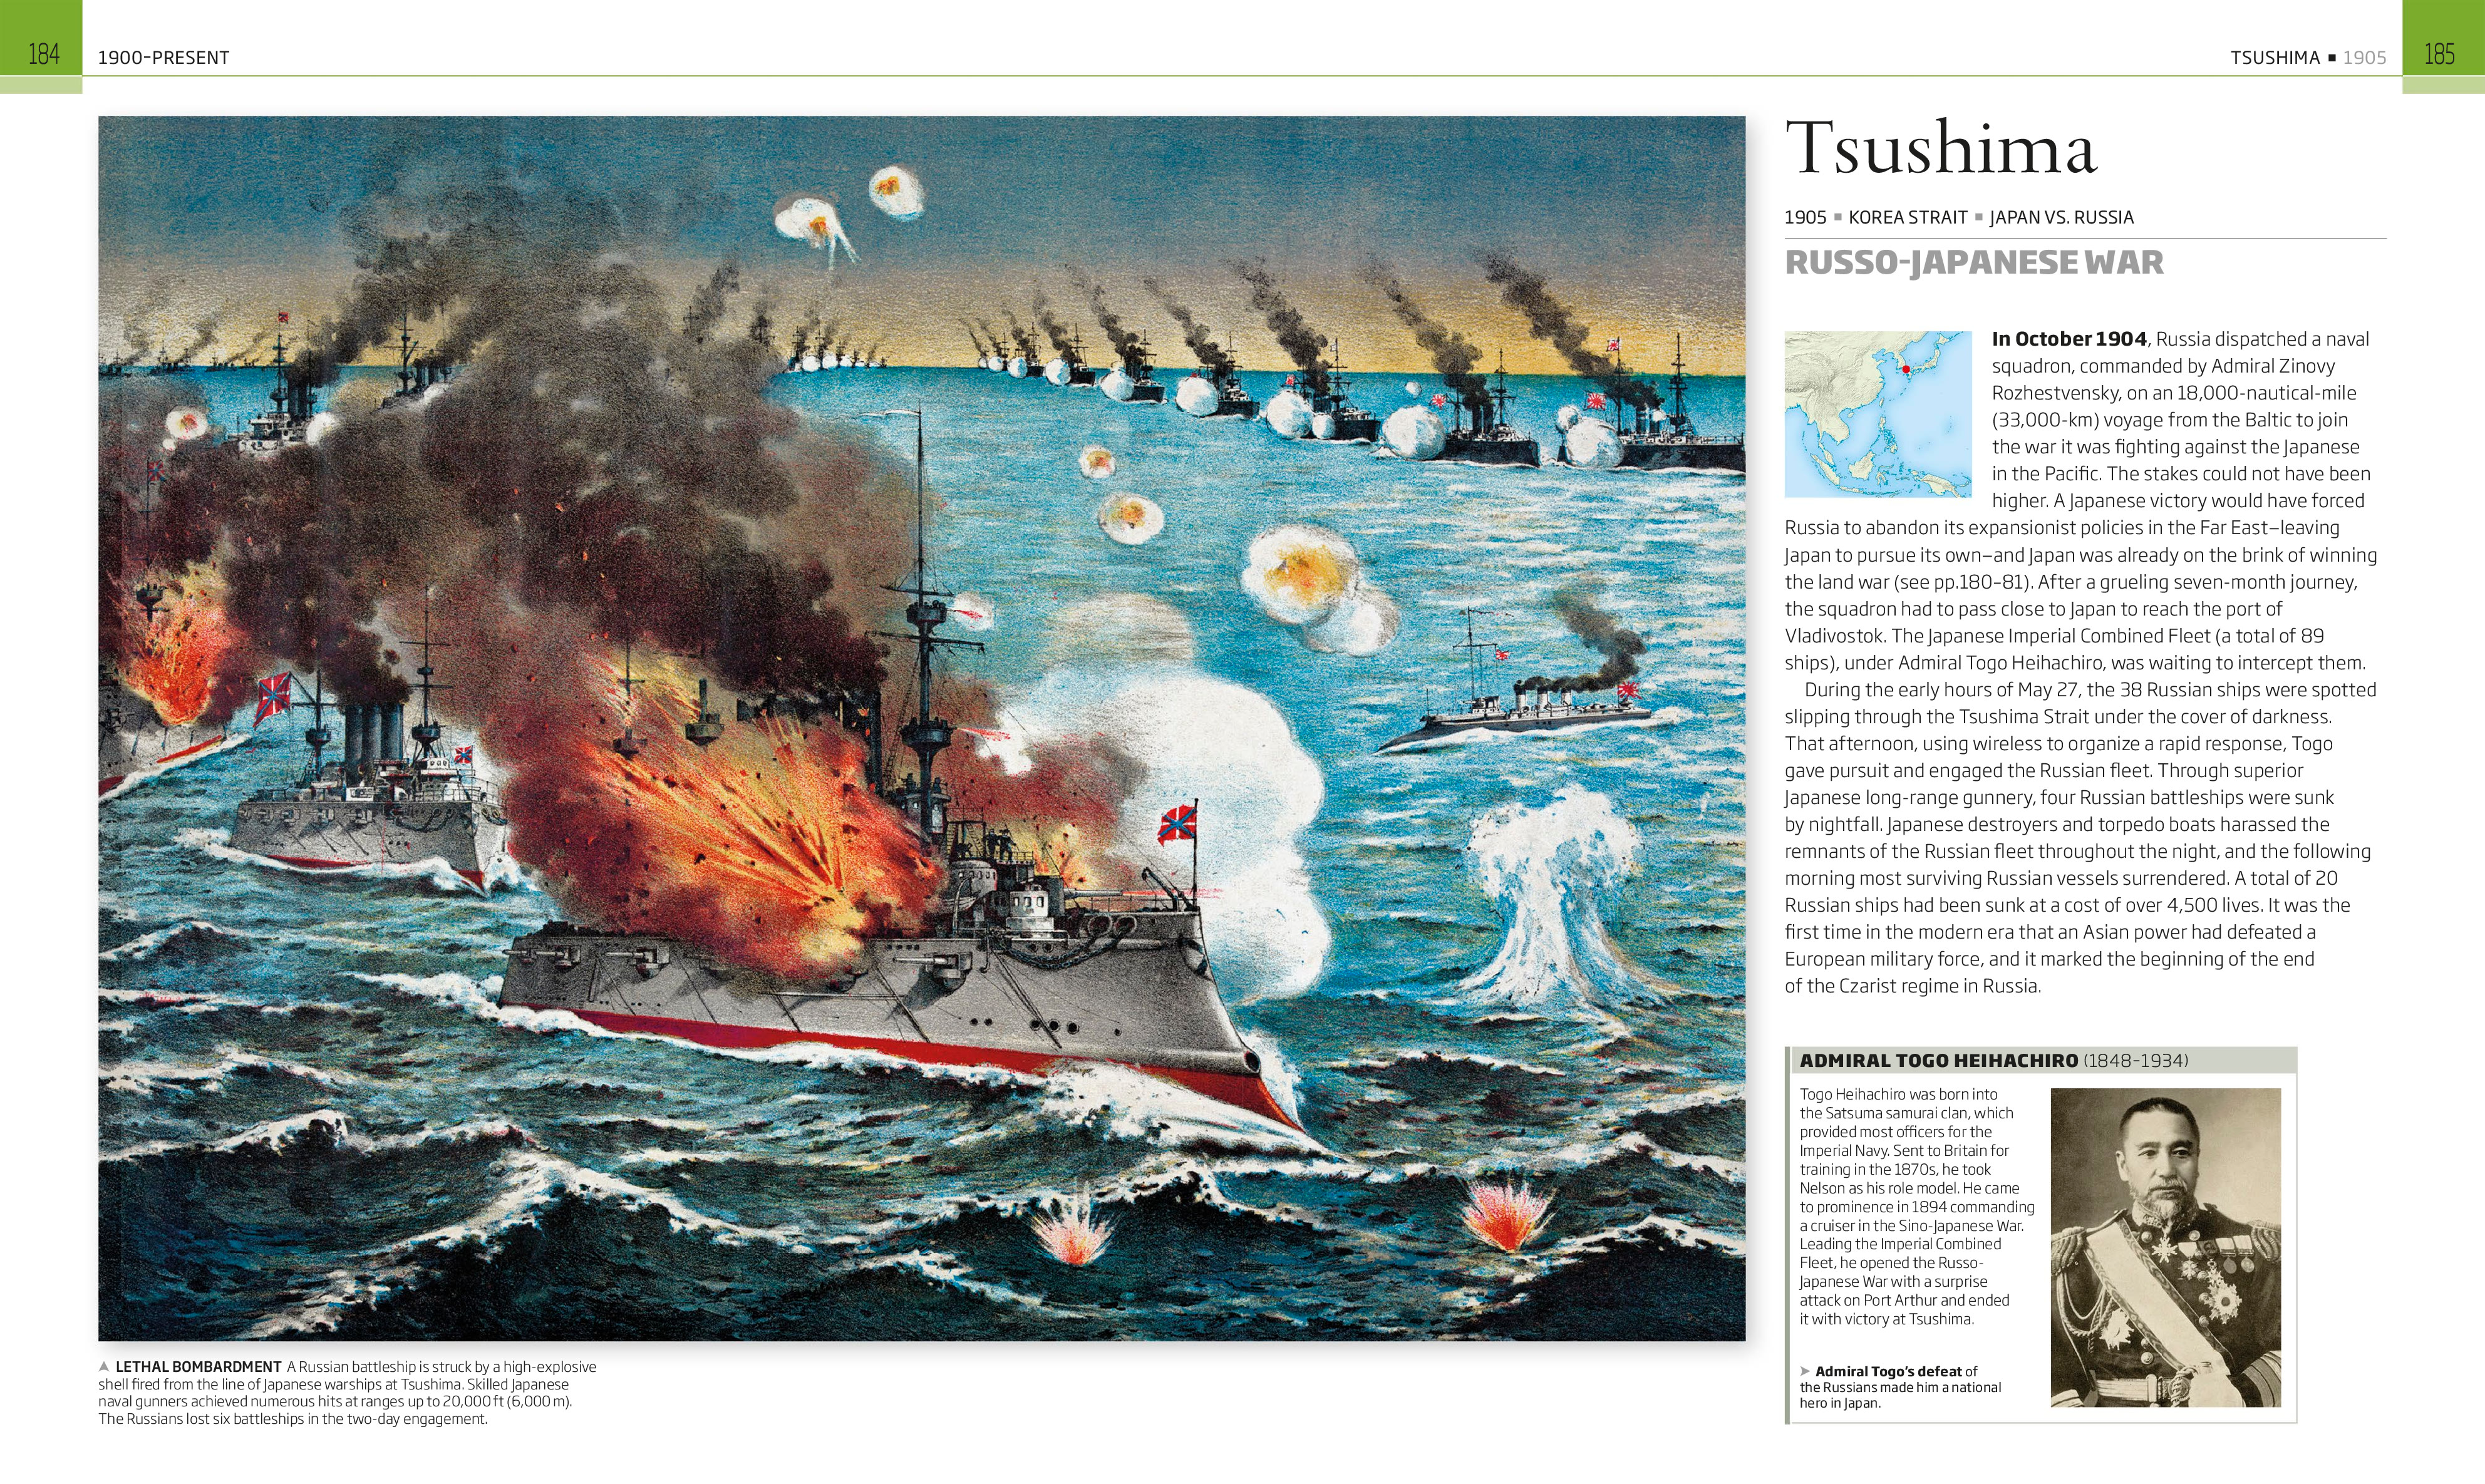 184
1900–PRESENT
TSUSHIMA ■ 1905
185
Tsushima
1905 ■ KOREA STRAIT ■ JAPAN VS. RUSSIA
RUSSO-JAPANESE WAR
In October 1904, Russia dispatched a naval
squadron, commanded by Admiral Zinovy
Rozhestvensky, on an 18,000-nautical-mile
(33,000-km) voyage from the Baltic to join
the war it was fighting against the Japanese
in the Pacific. The stakes could not have been
higher. A Japanese victory would have forced
Russia to abandon its expansionist policies in the Far East—leaving
Japan to pursue its own—and Japan was already on the brink of winning
the land war (see pp.180–81). After a grueling seven-month journey,
the squadron had to pass close to Japan to reach the port of
Vladivostok. The Japanese Imperial Combined Fleet (a total of 89
ships), under Admiral Togo Heihachiro, was waiting to intercept them.
During the early hours of May 27, the 38 Russian ships were spotted
slipping through the Tsushima Strait under the cover of darkness.
That afternoon, using wireless to organize a rapid response, Togo
gave pursuit and engaged the Russian fleet. Through superior
Japanese long-range gunnery, four Russian battleships were sunk
by nightfall. Japanese destroyers and torpedo boats harassed the
remnants of the Russian fleet throughout the night, and the following
morning most surviving Russian vessels surrendered. A total of 20
Russian ships had been sunk at a cost of over 4,500 lives. It was the
first time in the modern era that an Asian power had defeated a
European military force, and it marked the beginning of the end
of the Czarist regime in Russia.
ADMIRAL TOGO HEIHACHIRO (1848–1934)
Togo Heihachiro was born into
the Satsuma samurai clan, which
provided most officers for the
Imperial Navy. Sent to Britain for
training in the 1870s, he took
Nelson as his role model. He came
to prominence in 1894 commanding
a cruiser in the Sino-Japanese War.
Leading the Imperial Combined
Fleet, he opened the Russo-
Japanese War with a surprise
attack on Port Arthur and ended
it with victory at Tsushima.
➤ Admiral Togo's defeat of
the Russians made him a national
hero in Japan.
▲ LETHAL BOMBARDMENT A Russian battleship is struck by a high-explosive
shell fired from the line of Japanese warships at Tsushima. Skilled Japanese
naval gunners achieved numerous hits at ranges up to 20,000 ft (6,000 m).
The Russians lost six battleships in the two-day engagement.